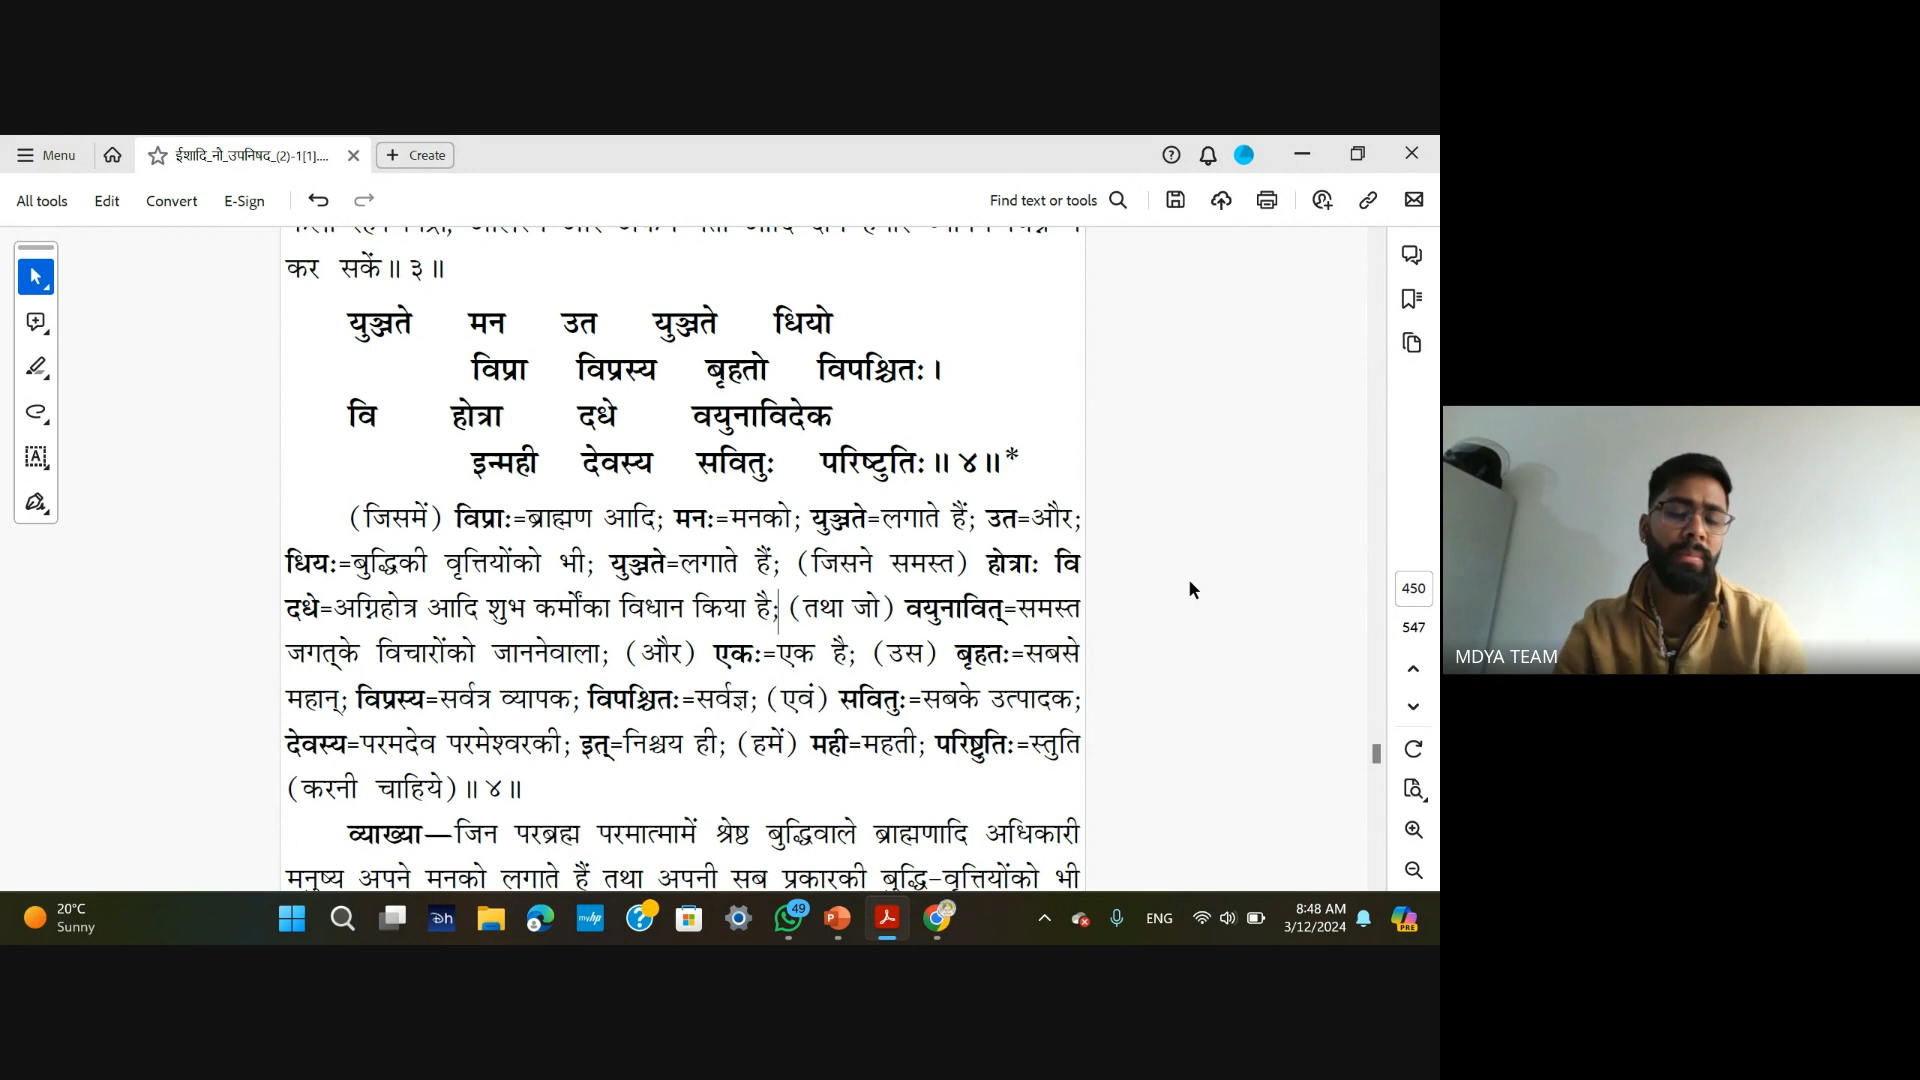 Menu
ईशादि_नो_उपनिषद_(2)-1[1]....
Create
All tools
Edit
Convert
E-Sign
Find text or tools
कर सकें॥ ३॥
युञ्जते मन उत युञ्जते धियो
विप्रा विप्रस्य बृहतो विपश्चितः।
वि होत्रा दधे वयुनाविदेक
इन्मही देवस्य सवितुः परिष्टुतिः॥ ४॥*
(जिसमें) विप्राः=ब्राह्मण आदि; मनः=मनको; युञ्जते=लगाते हैं; उत=और;
धियः=बुद्धिकी वृत्तियोंको भी; युञ्जते=लगाते हैं; (जिसने समस्त) होत्राः वि
दधे=अग्निहोत्र आदि शुभ कर्मोंका विधान किया है; (तथा जो) वयुनावित्=समस्त
जगत्के विचारोंको जाननेवाला; (और) एकः=एक है; (उस) बृहतः=सबसे
महान्; विप्रस्य=सर्वत्र व्यापक; विपश्चितः=सर्वज्ञ; (एवं) सवितुः=सबके उत्पादक;
देवस्य=परमदेव परमेश्वरकी; इत्=निश्चय ही; (हमें) मही=महती; परिष्टुतिः=स्तुति
(करनी चाहिये)॥ ४॥
व्याख्या—जिन परब्रह्म परमात्मामें श्रेष्ठ बुद्धिवाले ब्राह्मणादि अधिकारी
मनुष्य अपने मनको लगाते हैं तथा अपनी सब प्रकारकी बुद्धि-वृत्तियोंको भी
450
547
MDYA TEAM
20°C
Sunny
Dh
myhp
49
ENG
8:48 AM
3/12/2024
PRE